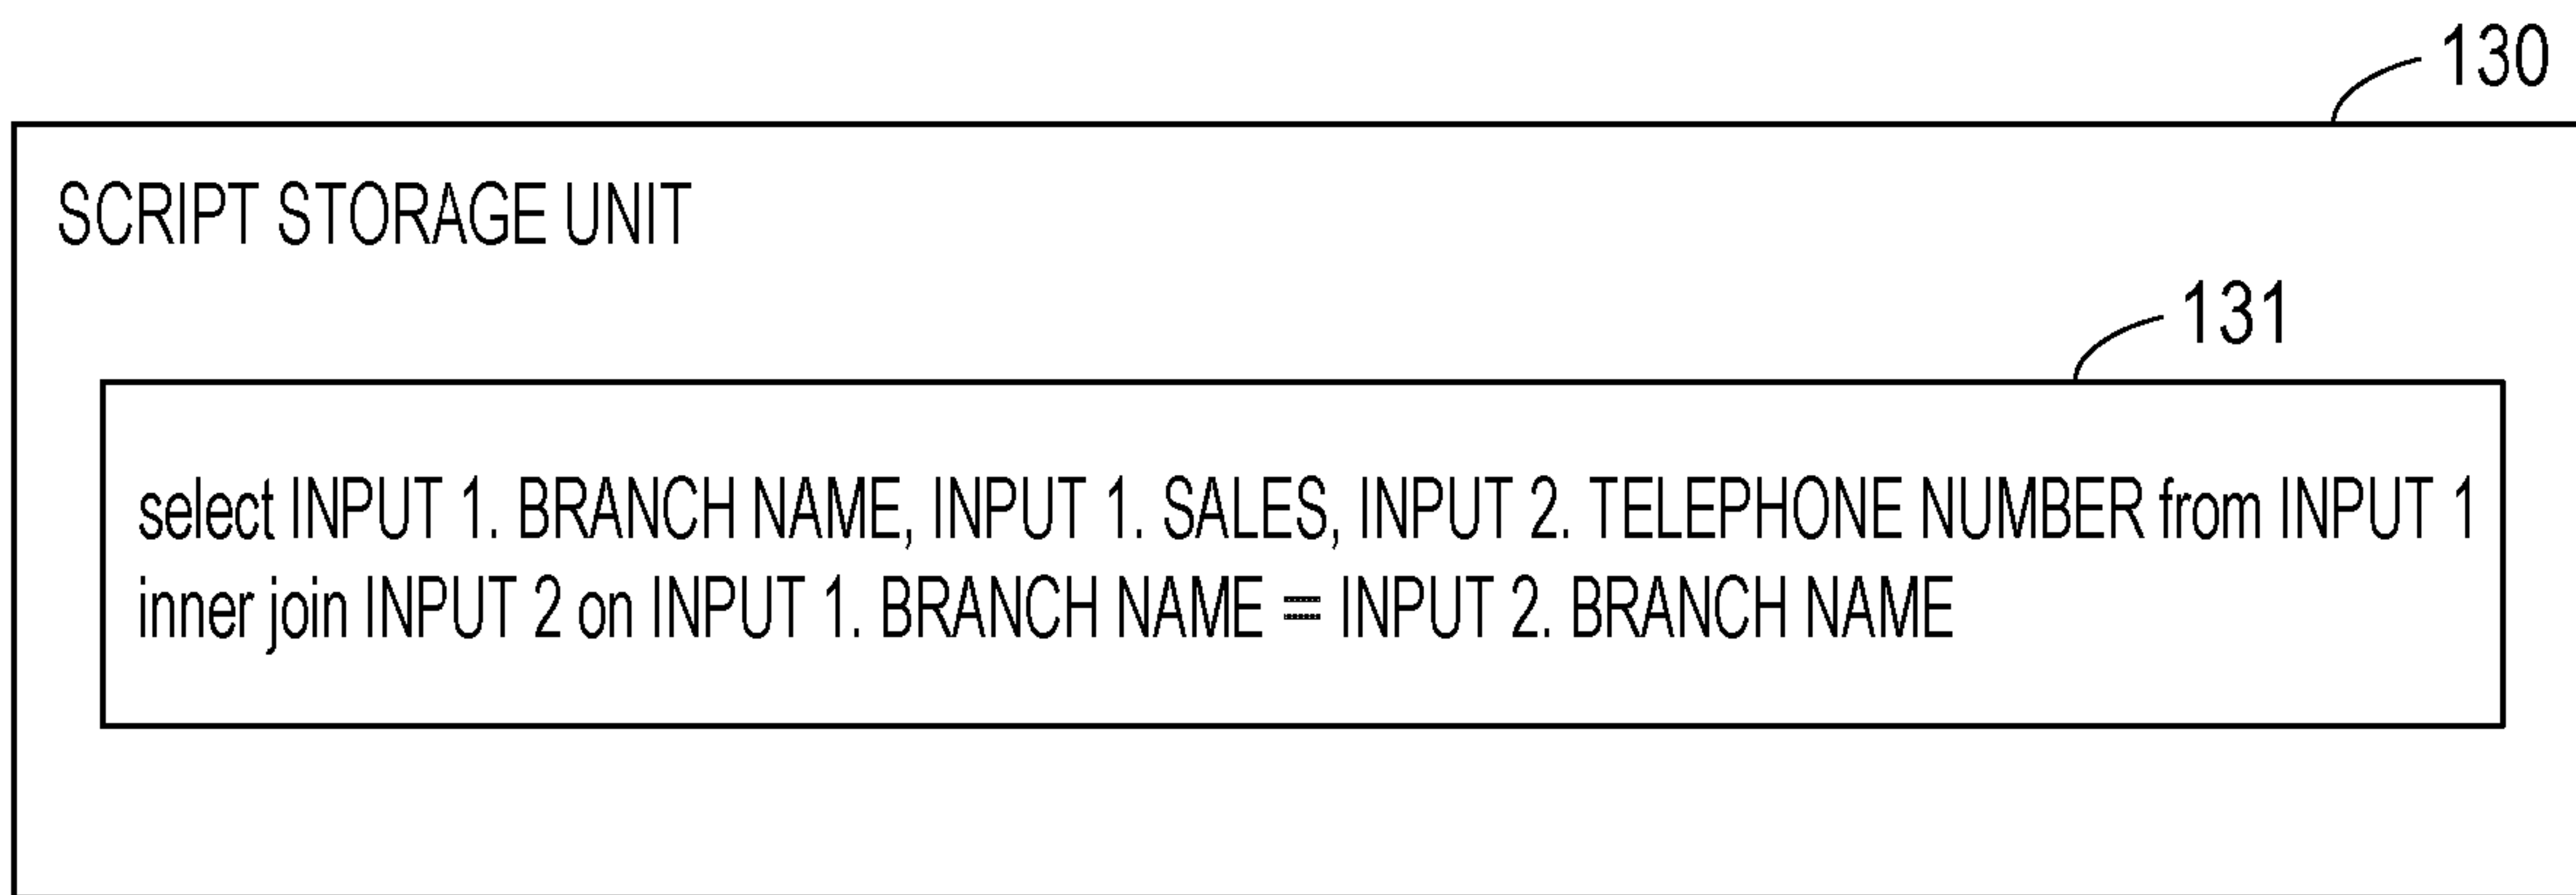 130
SCRIPT STORAGE UNIT
131
select INPUT 1. BRANCH NAME, INPUT 1. SALES, INPUT 2. TELEPHONE NUMBER from INPUT 1
inner join INPUT 2 on INPUT 1. BRANCH NAME = INPUT 2. BRANCH NAME